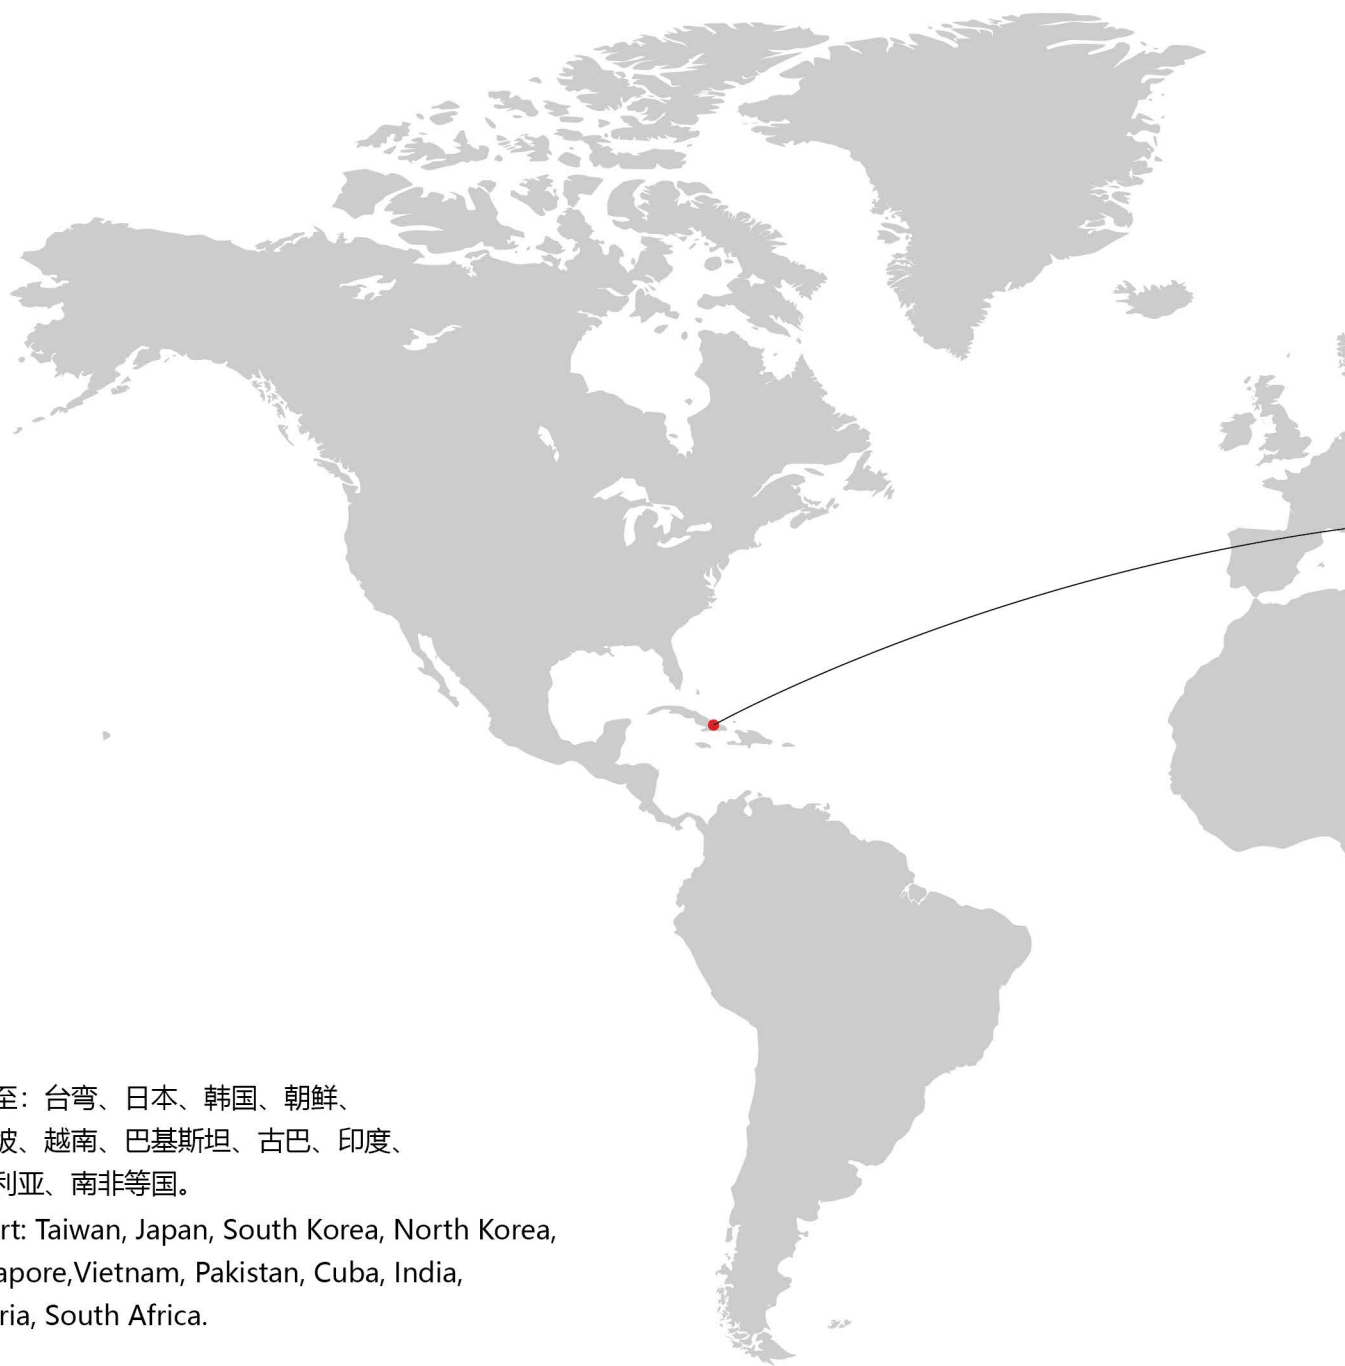 至：台弯、日本、韩国、朝鲜、
坡、越南、巴基斯坦、古巴、印度、
利亚、南非等国。
rt: Taiwan, Japan, South Korea, North Korea,
apore,Vietnam, Pakistan, Cuba, India,
ria, South Africa.